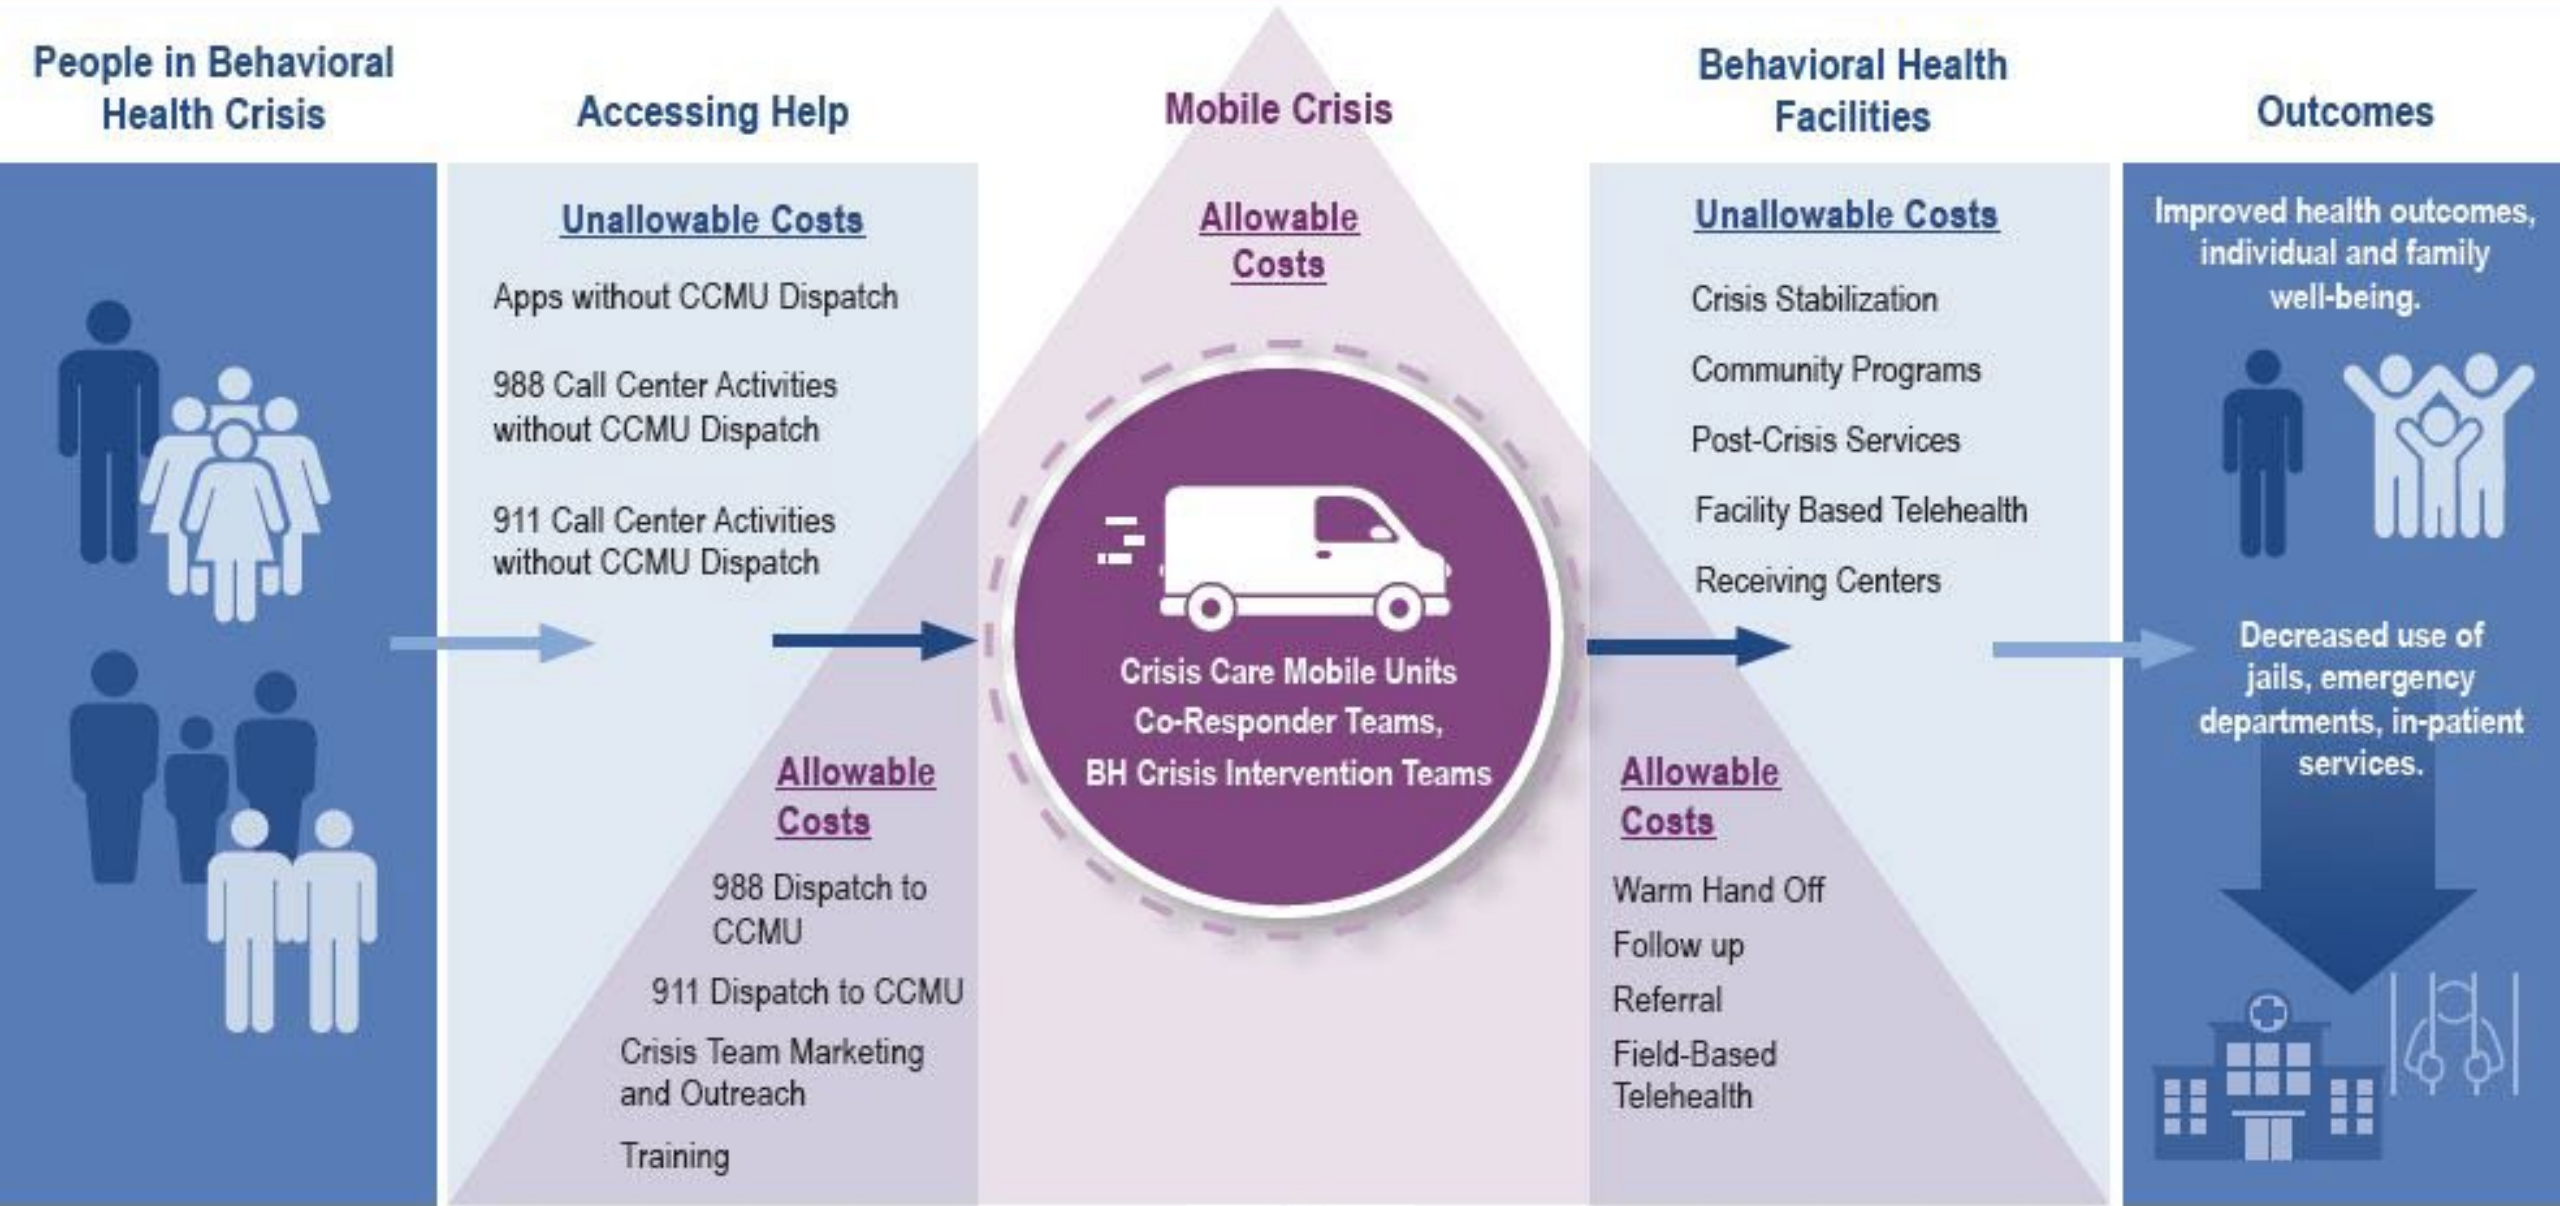 People in Behavioral
Health Crisis
Accessing Help
Unallowable Costs
Apps without CCMU Dispatch
988 Call Center Activities
without CCMU Dispatch
911 Call Center Activities
without CCMU Dispatch
Allowable
Costs
988 Dispatch to
CCMU
911 Dispatch to CCMU
Crisis Team Marketing
and Outreach
Training
Mobile Crisis
Allowable
Costs
Crisis Care Mobile Units
Co-Responder Teams,
BH Crisis Intervention Teams
Behavioral Health
Facilities
Unallowable Costs
Crisis Stabilization
Community Programs
Post-Crisis Services
Facility Based Telehealth
Receiving Centers
Allowable
Costs
Warm Hand Off
Follow up
Referral
Field-Based
Telehealth
Outcomes
Improved health outcomes,
individual and family
well-being.
Decreased use of
jails, emergency
departments, in-patient
services.